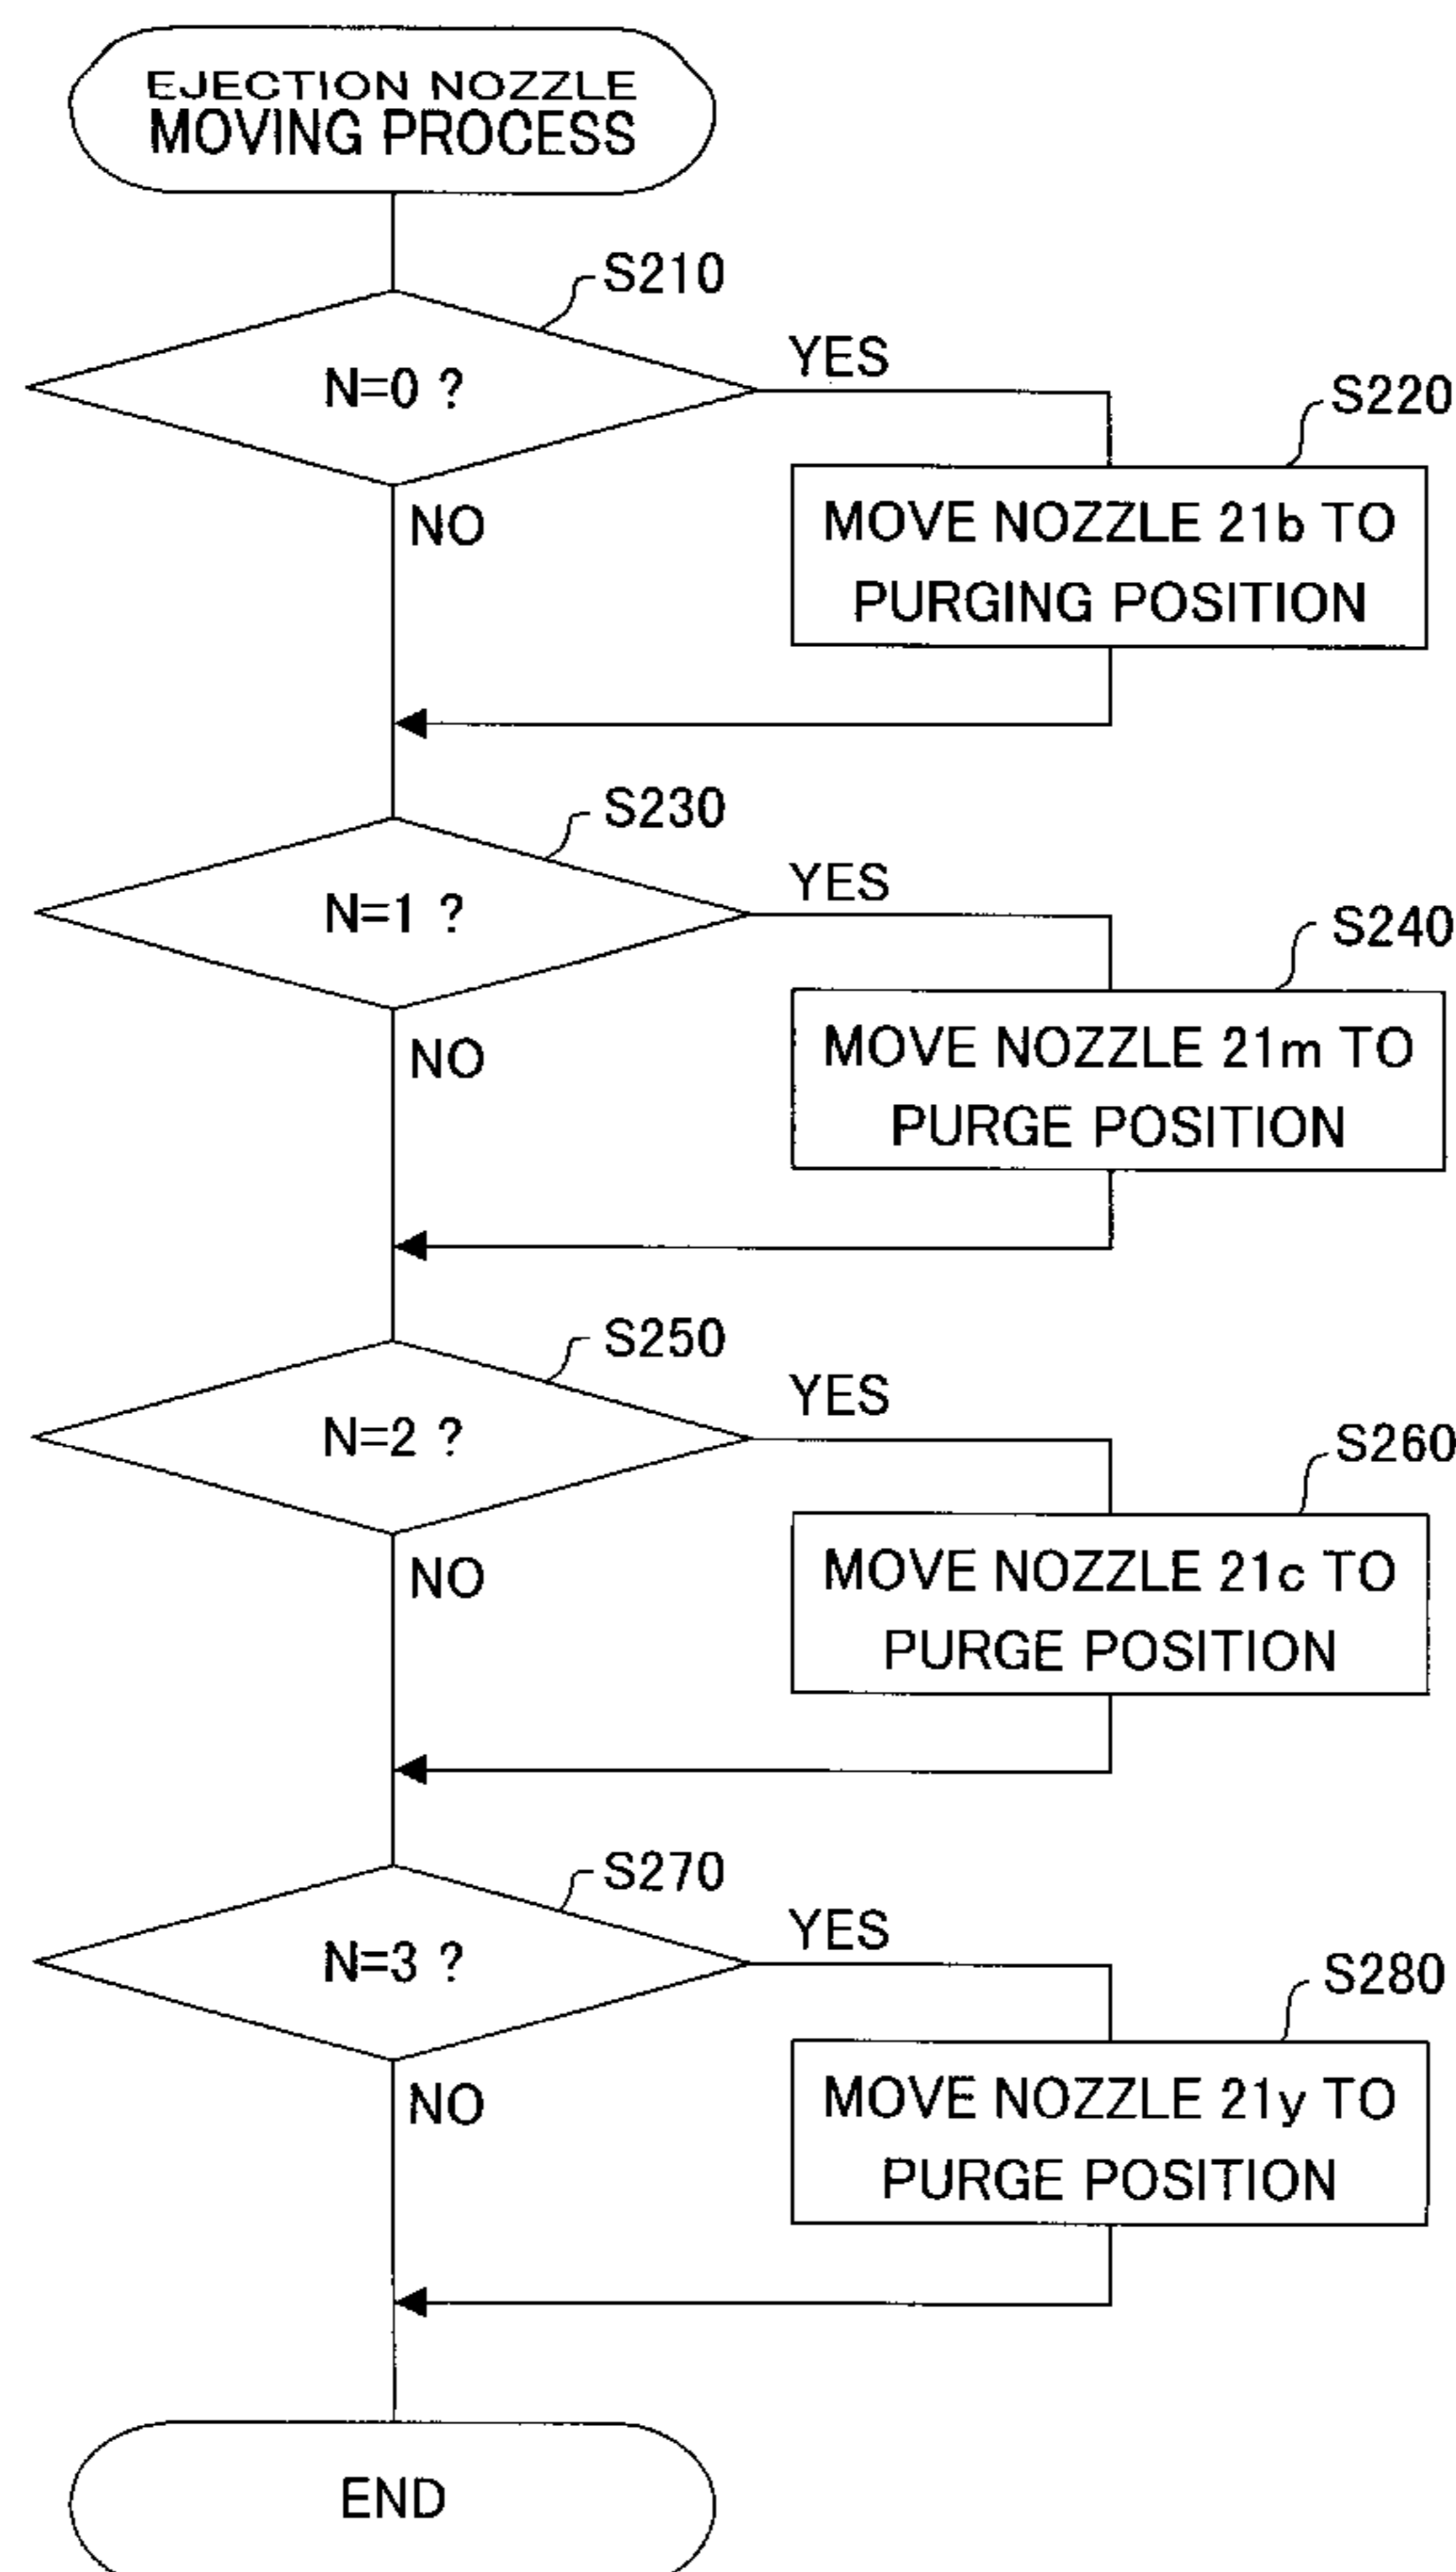 EJECTION NOZZLE
MOVING PROCESS
S210
N=0 ?
YES
S220
MOVE NOZZLE 21b TO
PURGING POSITION
NO
S230
N=1 ?
YES
S240
MOVE NOZZLE 21m TO
PURGE POSITION
NO
S250
N=2 ?
YES
S260
MOVE NOZZLE 21c TO
PURGE POSITION
NO
S270
N=3 ?
YES
S280
MOVE NOZZLE 21y TO
PURGE POSITION
NO
END